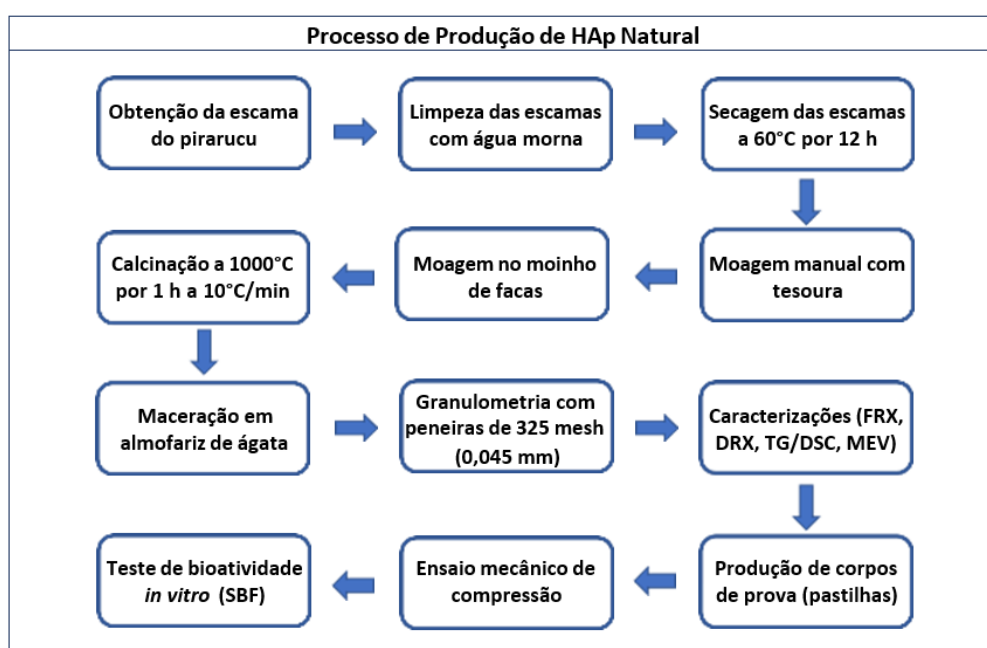 Processo de Produção de HAp Natural
Obtenção da escama
do pirarucu
Limpeza das escamas
com água morna
Secagem das escamas
a 60°C por 12 h
Moagem manual com
tesoura
Moagem no moinho
de facas
Calcinação a 1000°C
por 1 h a 10°C/min
Maceração em
almofariz de ágata
Granulometria com
peneiras de 325 mesh
(0,045 mm)
Caracterizações (FRX,
DRX, TG/DSC, MEV)
Produção de corpos
de prova (pastilhas)
Ensaio mecânico de
compressão
Teste de bioatividade
in vitro (SBF)